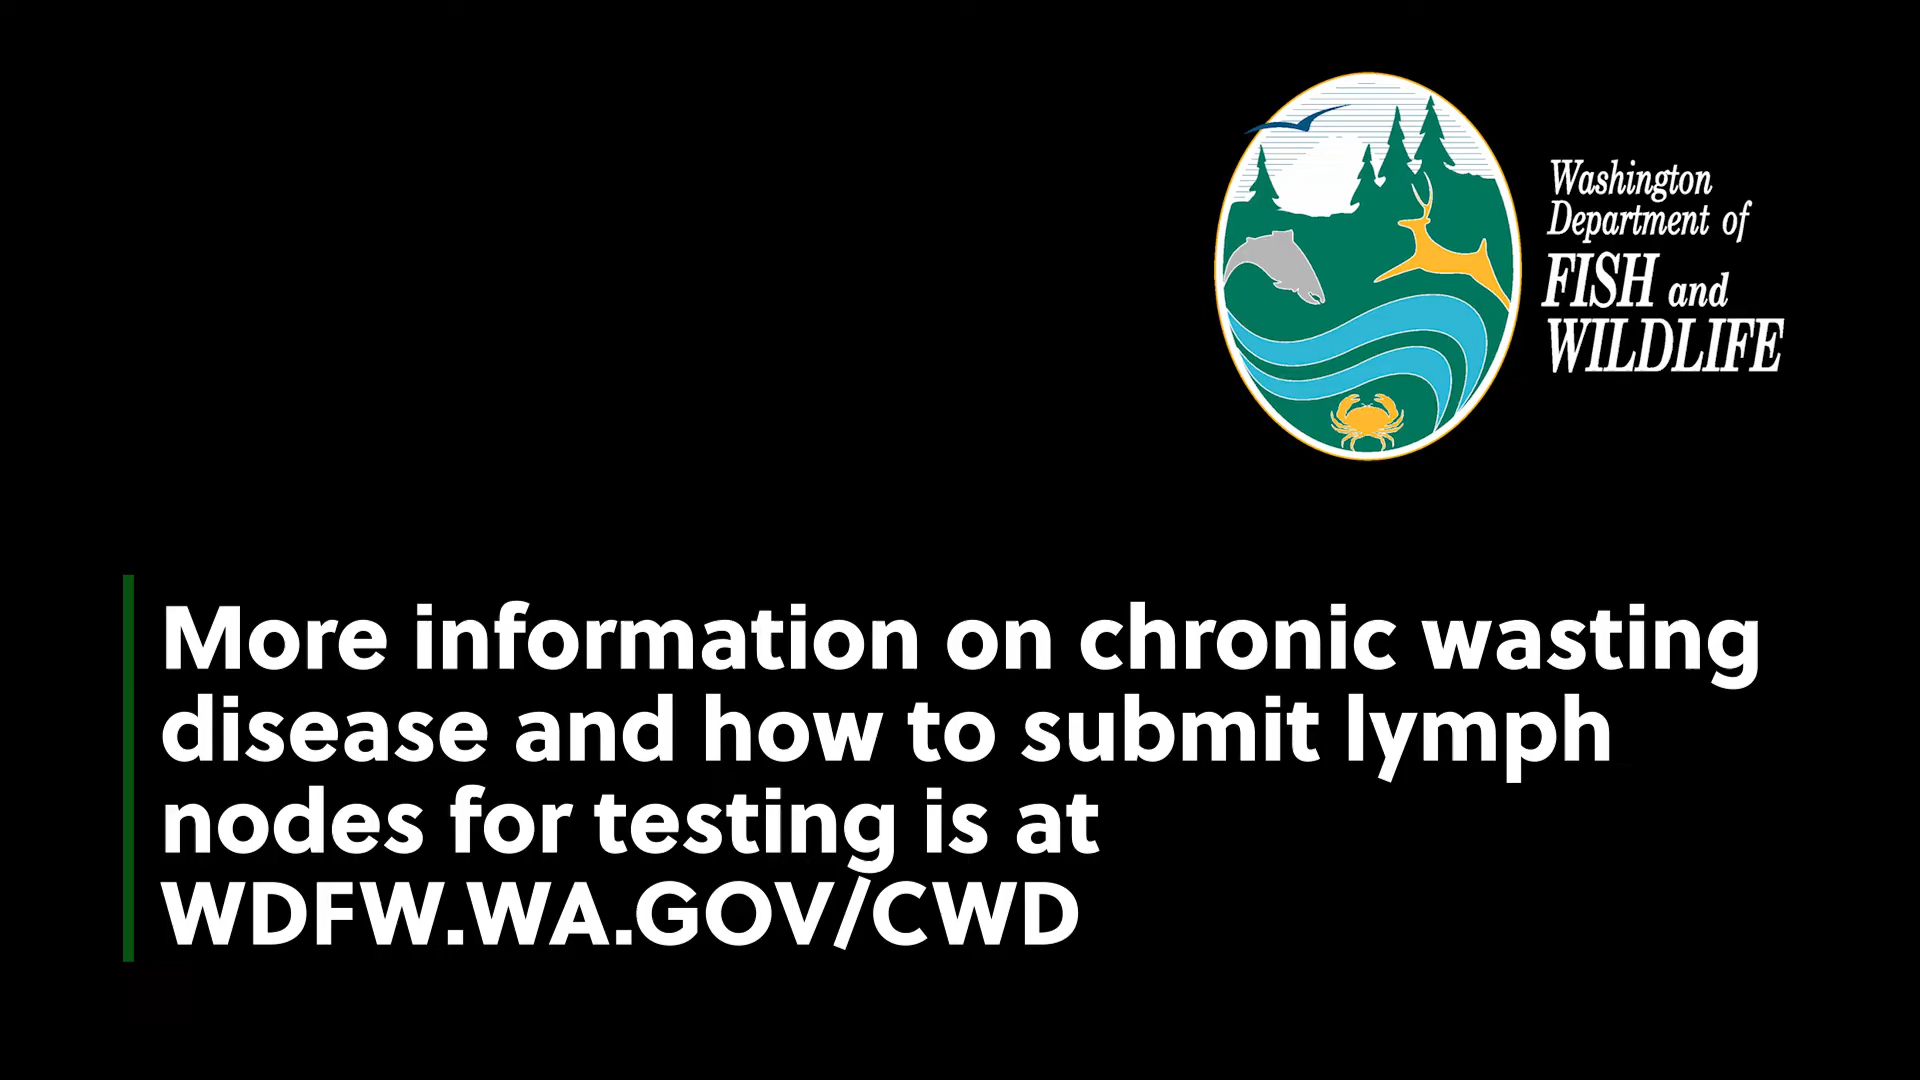 Washington
Department of
FISH and
WILDLIFE
More information on chronic wasting
disease and how to submit lymph
nodes for testing is at
WDFW.WA.GOV/CWD